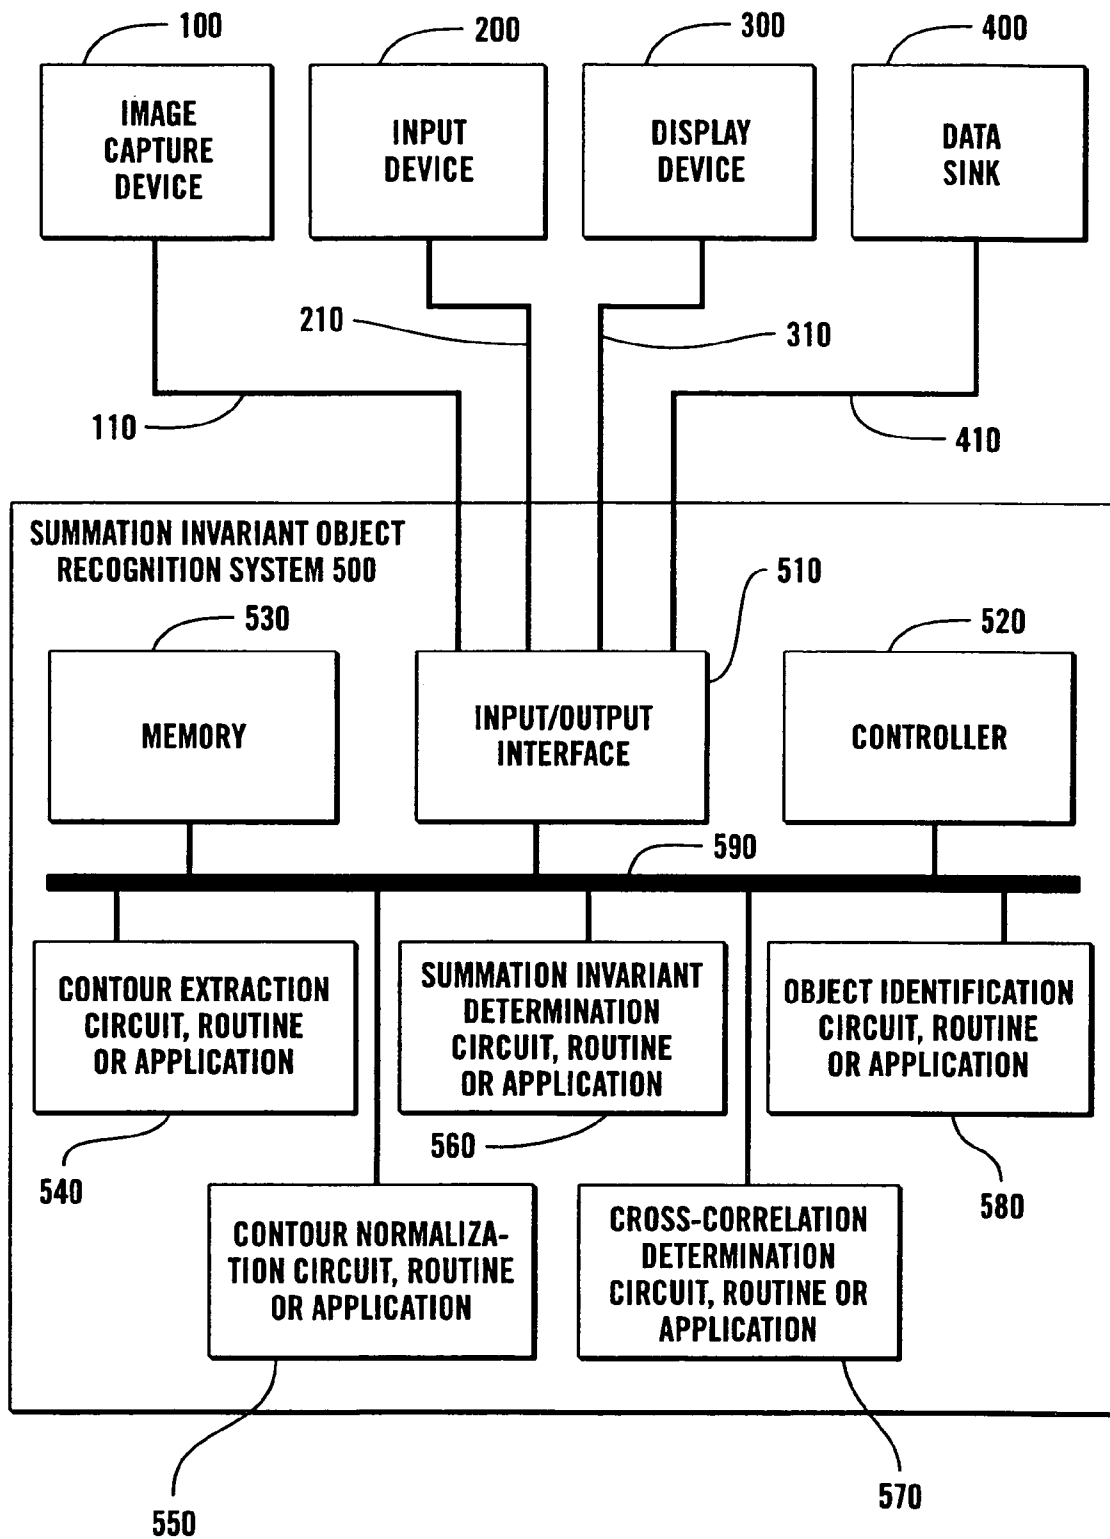 100
200
300
400
IMAGE
CAPTURE
DEVICE
INPUT
DEVICE
DISPLAY
DEVICE
DATA
SINK
210
310
110
410
SUMMATION INVARIANT OBJECT
RECOGNITION SYSTEM 500
510
530
520
MEMORY
INPUT/OUTPUT
INTERFACE
CONTROLLER
590
CONTOUR EXTRACTION
CIRCUIT, ROUTINE
OR APPLICATION
SUMMATION INVARIANT
DETERMINATION
CIRCUIT, ROUTINE
OR APPLICATION
OBJECT IDENTIFICATION
CIRCUIT, ROUTINE
OR APPLICATION
540
560
580
CONTOUR NORMALIZA-
TION CIRCUIT, ROUTINE
OR APPLICATION
CROSS-CORRELATION
DETERMINATION
CIRCUIT, ROUTINE OR
APPLICATION
550
570